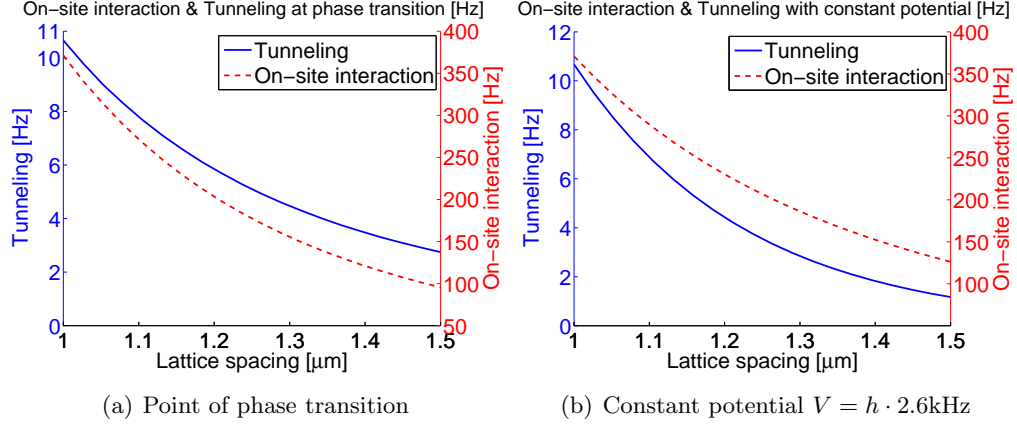 On-site interaction & Tunneling at phase transition [Hz]
11
10
8
6
4
2
0
Tunneling [Hz]
Tunneling
On-site interaction
400
350
300
250
200
150
100
50
On-site interaction [Hz]
1 1.1 1.2 1.3 1.4 1.5
Lattice spacing [μm]
(a) Point of phase transition
On-site interaction & Tunneling with constant potential [Hz]
12
10
8
6
4
2
0
Tunneling [Hz]
Tunneling
On-site interaction
400
350
300
250
200
150
100
On-site interaction [Hz]
1 1.1 1.2 1.3 1.4 1.5
Lattice spacing [μm]
(b) Constant potential V = h · 2.6kHz